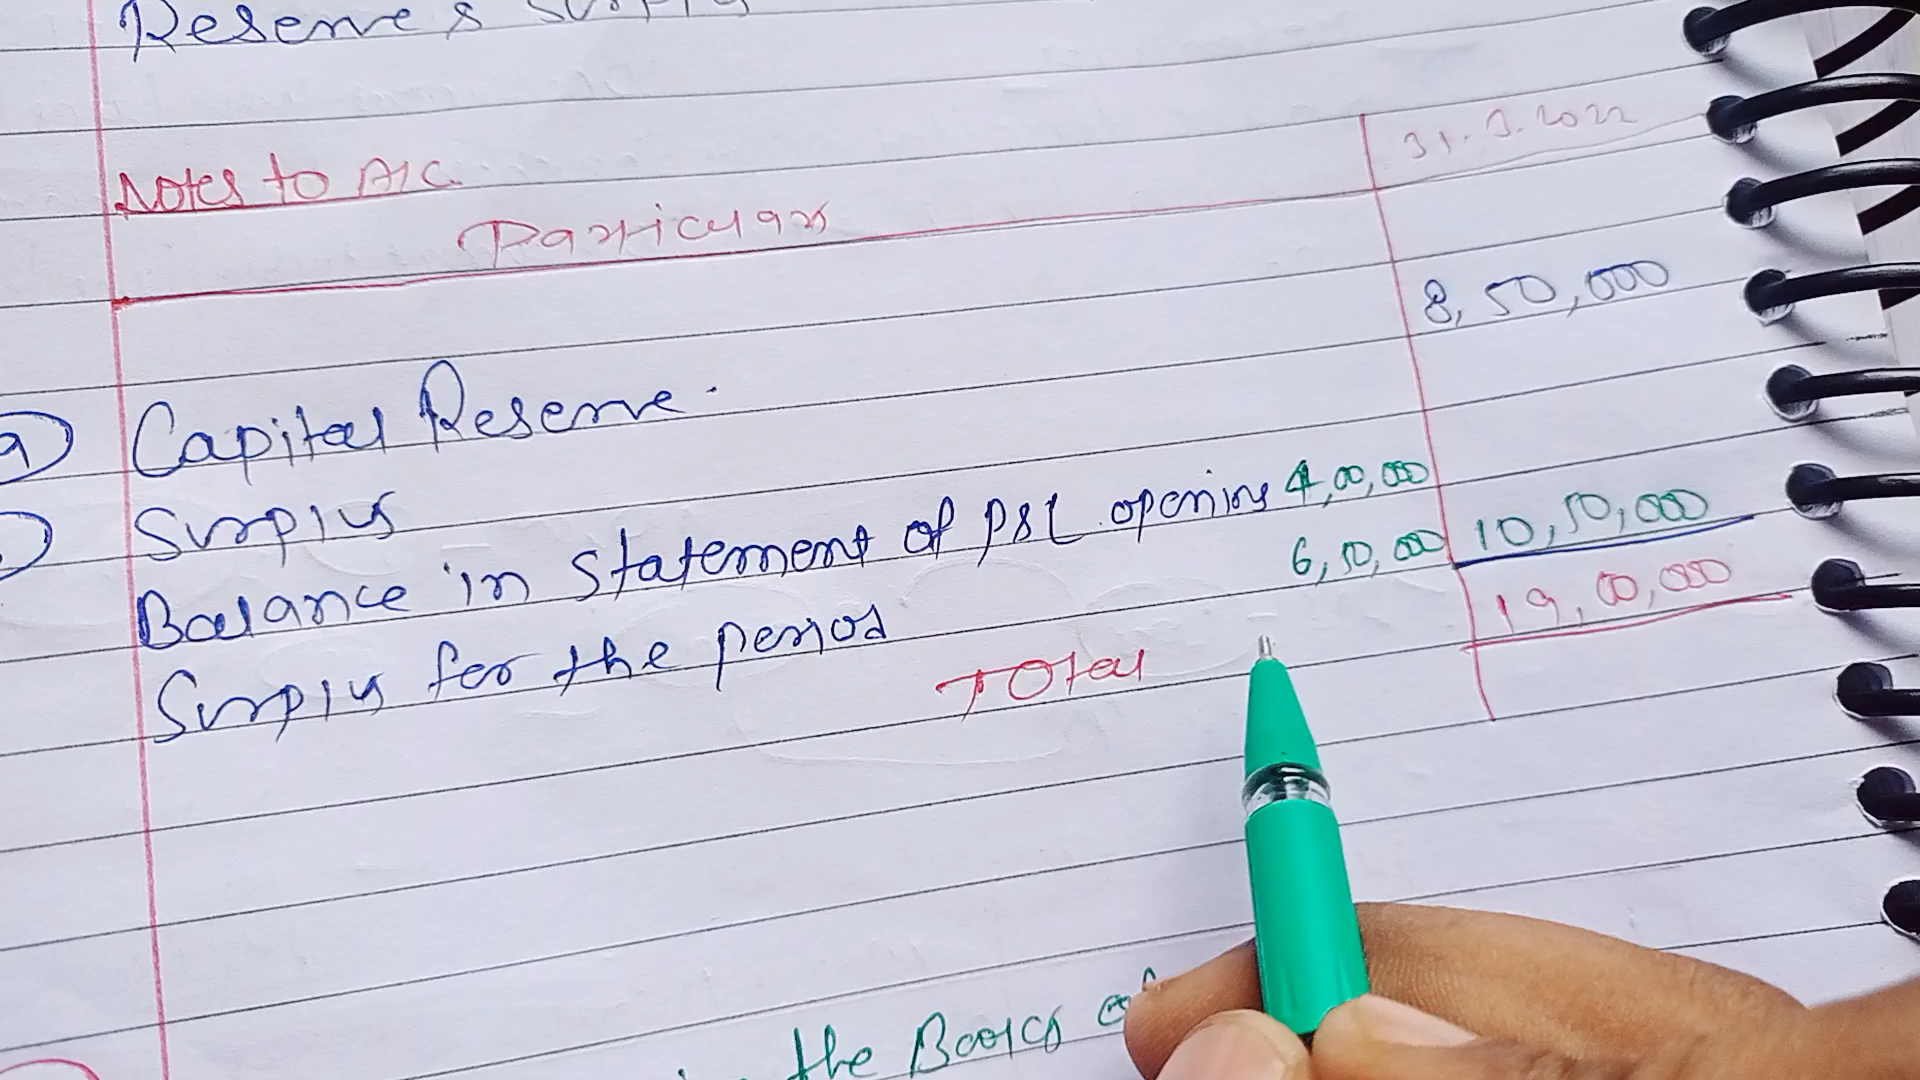 Reserve & Surplus
Notes to A/C.
Particulars 31.3.2022
a) Capital Reserve. 8,50,000
Surplus
Balance in statement of P&L opening 4,00,000
Surplus for the period 6,50,000 10,50,000
Total 19,00,000
the Books of